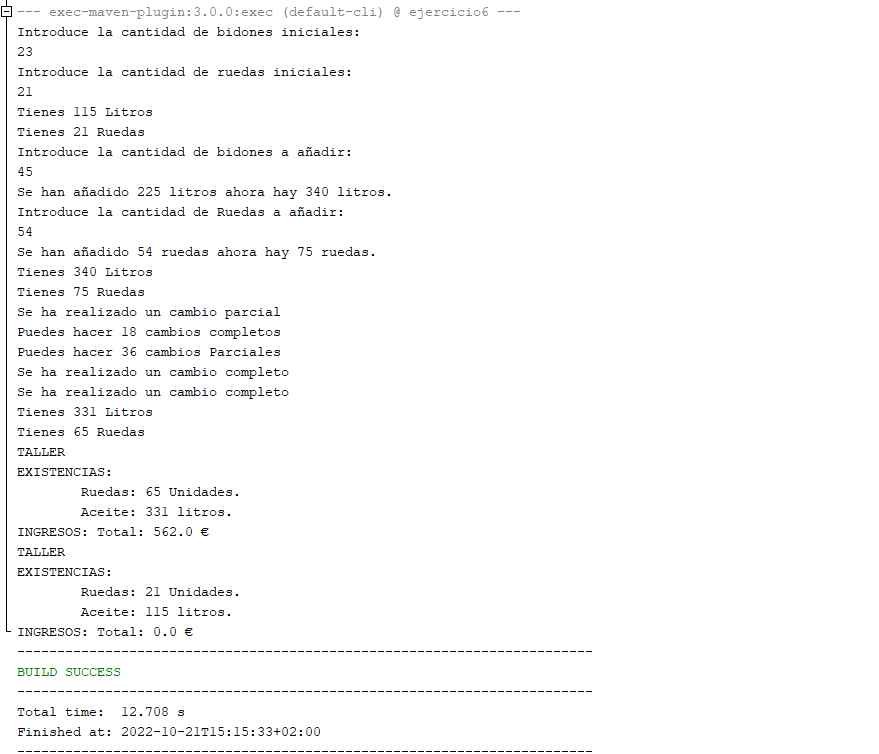 --- exec-maven-plugin:3.0.0:exec (default-cli) @ ejercicio6 ---
Introduce la cantidad de bidones iniciales:
23
Introduce la cantidad de ruedas iniciales:
21
Tienes 115 Litros
Tienes 21 Ruedas
Introduce la cantidad de bidones a añadir:
45
Se han añadido 225 litros ahora hay 340 litros.
Introduce la cantidad de Ruedas a añadir:
54
Se han añadido 54 ruedas ahora hay 75 ruedas.
Tienes 340 Litros
Tienes 75 Ruedas
Se ha realizado un cambio parcial
Puedes hacer 18 cambios completos
Puedes hacer 36 cambios Parciales
Se ha realizado un cambio completo
Se ha realizado un cambio completo
Tienes 331 Litros
Tienes 65 Ruedas
TALLER
EXISTENCIAS:
        Ruedas: 65 Unidades.
        Aceite: 331 litros.
INGRESOS: Total: 562.0 €
TALLER
EXISTENCIAS:
        Ruedas: 21 Unidades.
        Aceite: 115 litros.
INGRESOS: Total: 0.0 €
------------------------------------------------------------------------
BUILD SUCCESS
------------------------------------------------------------------------
Total time:  12.708 s
Finished at: 2022-10-21T15:15:33+02:00
------------------------------------------------------------------------